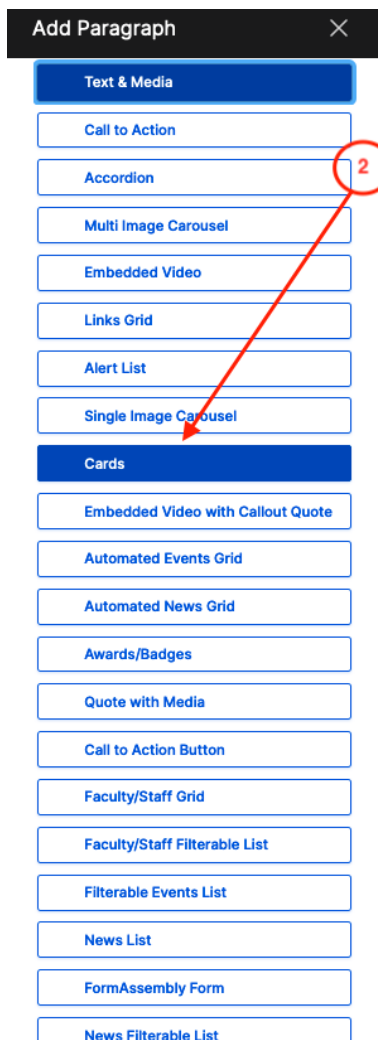 Add Paragraph
Text & Media
Call to Action
2
Accordion
Multi Image Carousel
Embedded Video
Links Grid
Alert List
Single Image Carousel
Cards
Embedded Video with Callout Quote
Automated Events Grid
Automated News Grid
Awards/Badges
Quote with Media
Call to Action Button
Faculty/Staff Grid
Faculty/Staff Filterable List
Filterable Events List
News List
FormAssembly Form
News Filterable List